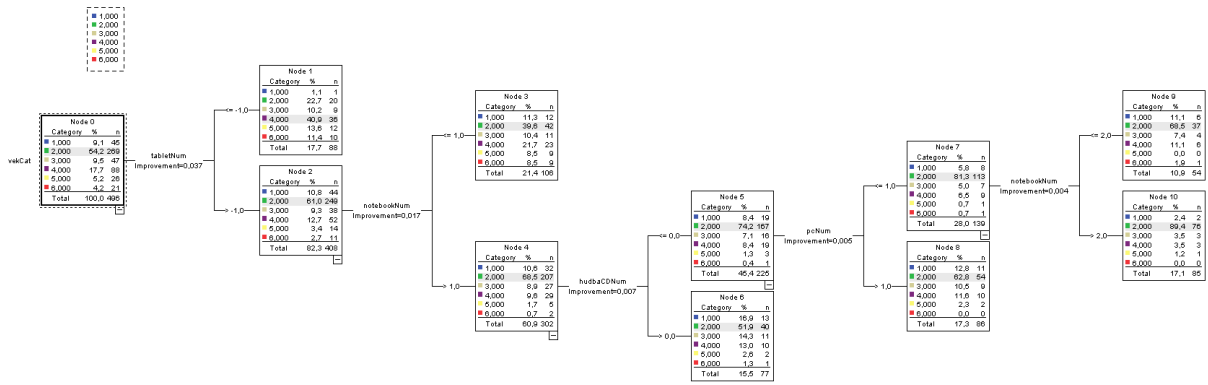 1,000
2,000
3,000
4,000
5,000
6,000
vekCat
Node 0
Category % n
1,000 9,1 45
2,000 54,2 269
3,000 9,5 47
4,000 17,7 88
5,000 5,2 26
6,000 4,2 21
Total 100,0 496
tabletNum
Improvement=0,037
<= -1,0
Node 1
Category % n
1,000 1,1 1
2,000 22,7 20
3,000 10,2 9
4,000 40,9 36
5,000 13,6 12
6,000 11,4 10
Total 17,7 88
> -1,0
Node 2
Category % n
1,000 10,8 44
2,000 61,0 249
3,000 9,3 38
4,000 12,7 52
5,000 3,4 14
6,000 2,7 11
Total 82,3 408
notebookNum
Improvement=0,017
<= 1,0
Node 3
Category % n
1,000 11,3 12
2,000 39,6 42
3,000 10,4 11
4,000 21,7 23
5,000 8,5 9
6,000 8,5 9
Total 21,4 106
> 1,0
Node 4
Category % n
1,000 10,6 32
2,000 68,5 207
3,000 8,9 27
4,000 9,6 29
5,000 1,7 5
6,000 0,7 2
Total 60,9 302
hudbaCDNum
Improvement=0,007
<= 0,0
Node 5
Category % n
1,000 8,4 19
2,000 74,2 167
3,000 7,1 16
4,000 8,4 19
5,000 1,3 3
6,000 0,4 1
Total 45,4 225
> 0,0
Node 6
Category % n
1,000 16,9 13
2,000 51,9 40
3,000 14,3 11
4,000 13,0 10
5,000 2,6 2
6,000 1,3 1
Total 15,5 77
pcNum
Improvement=0,005
<= 1,0
Node 7
Category % n
1,000 5,8 8
2,000 81,3 113
3,000 5,0 7
4,000 6,5 9
5,000 0,7 1
6,000 0,7 1
Total 28,0 139
> 1,0
Node 8
Category % n
1,000 12,8 11
2,000 62,8 54
3,000 10,5 9
4,000 11,6 10
5,000 2,3 2
6,000 0,0 0
Total 17,3 86
notebookNum
Improvement=0,004
<= 2,0
Node 9
Category % n
1,000 11,1 6
2,000 68,5 37
3,000 7,4 4
4,000 11,1 6
5,000 0,0 0
6,000 1,9 1
Total 10,9 54
> 2,0
Node 10
Category % n
1,000 2,4 2
2,000 89,4 76
3,000 3,5 3
4,000 3,5 3
5,000 1,2 1
6,000 0,0 0
Total 17,1 85